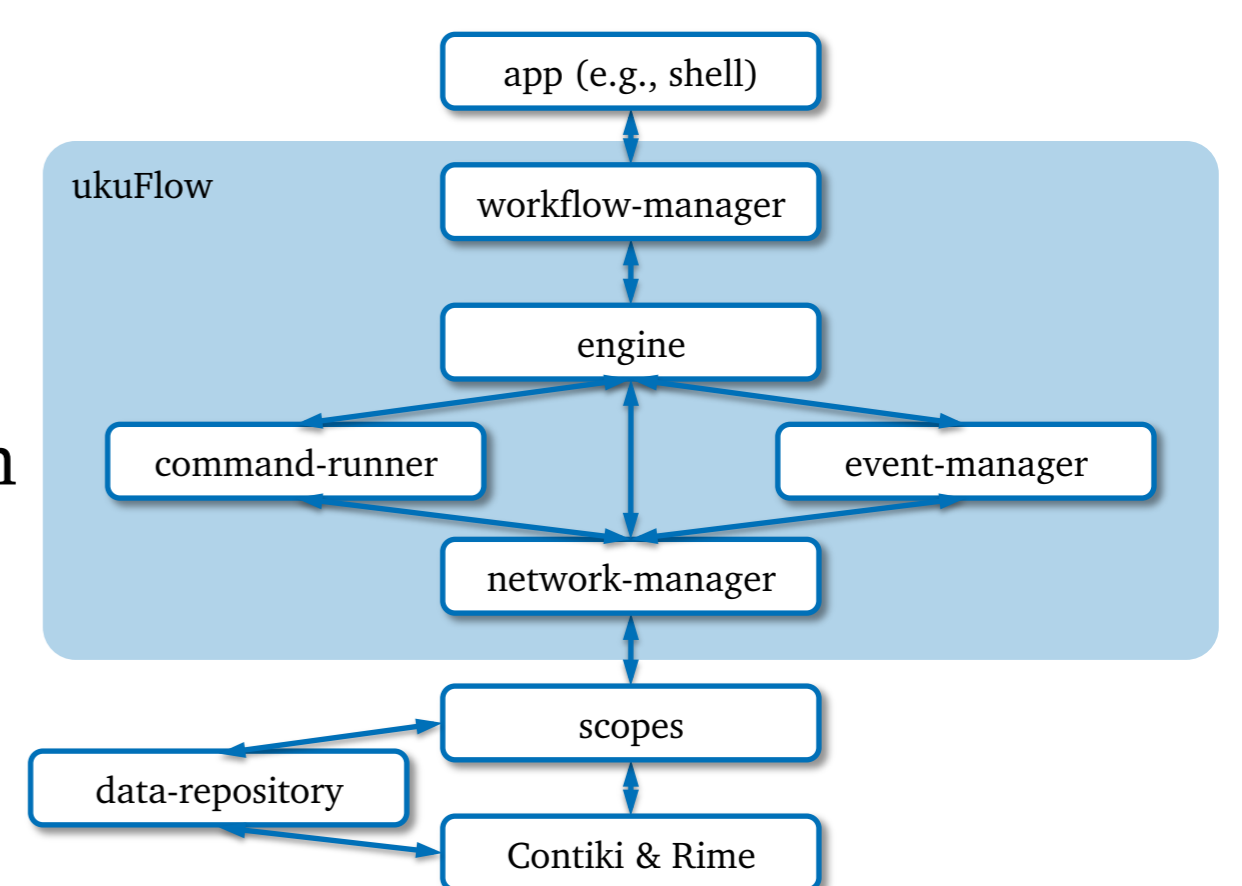 app (e.g., shell)
ukuFlow
workflow-manager
engine
command-runner
event-manager
network-manager
scopes
data-repository
Contiki & Rime